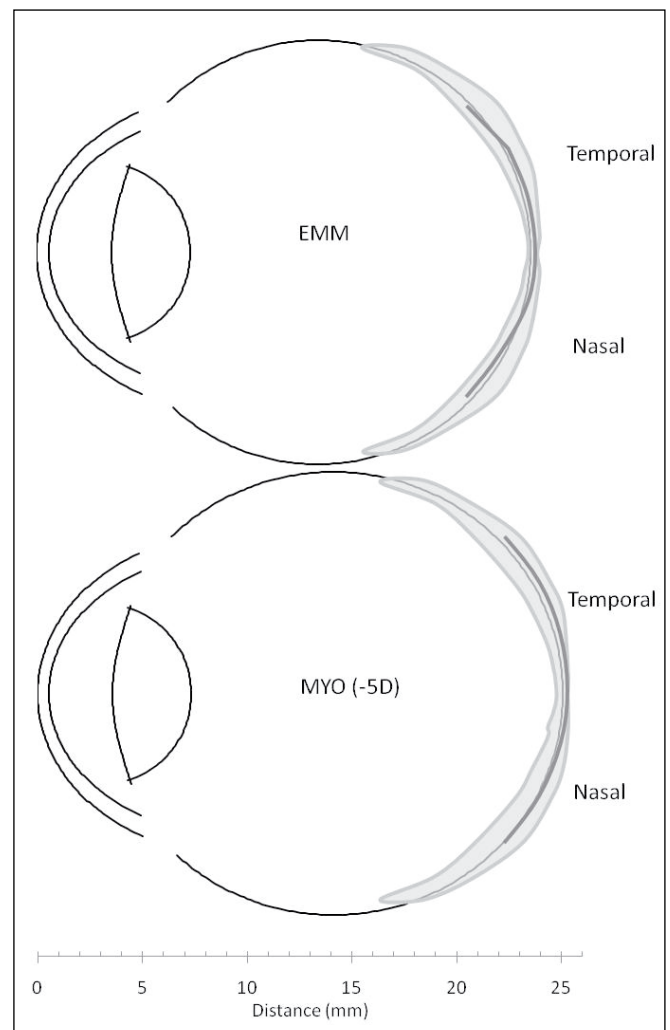 Temporal
EMM
Nasal
Temporal
MYO (-5D)
Nasal
0 5 10 15 20 25
Distance (mm)